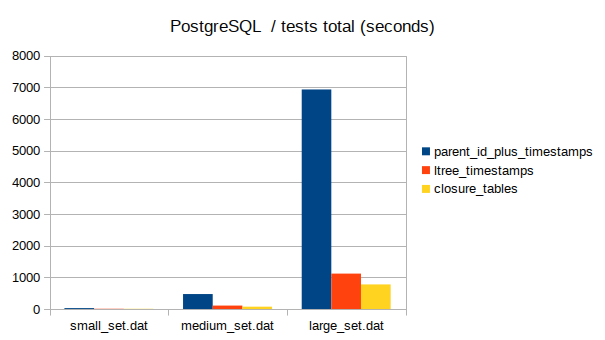 PostgreSQL  / tests total (seconds)
8000
7000
6000
5000
4000
3000
2000
1000
0
small_set.dat
medium_set.dat
large_set.dat
parent_id_plus_timestamps
ltree_timestamps
closure_tables